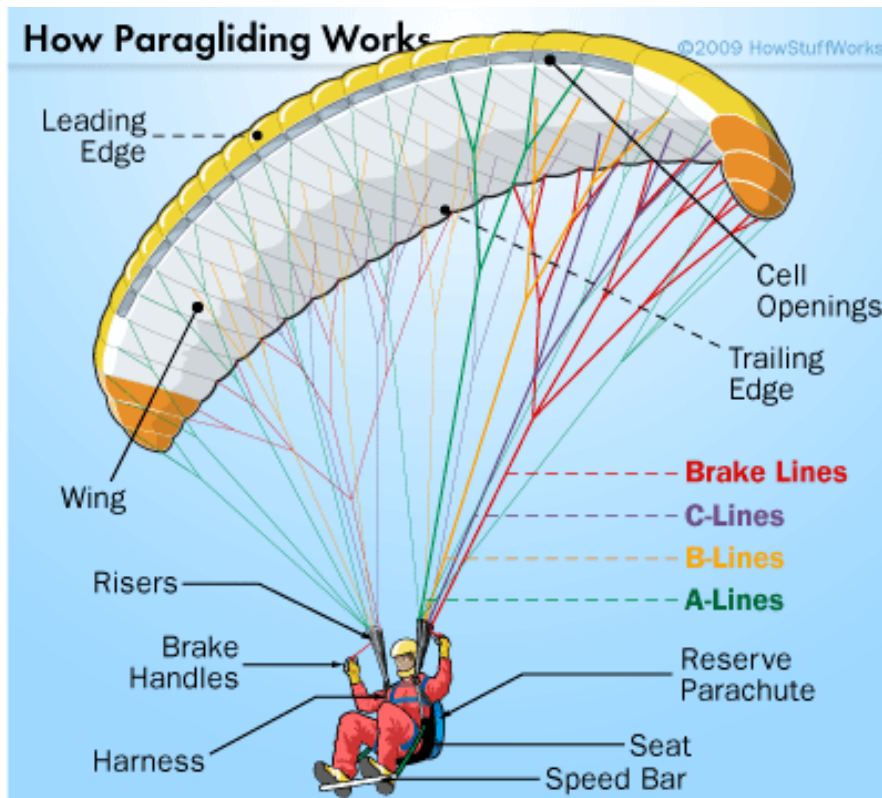 How Paragliding Works
©2009 HowStuffWorks
Leading
Edge
Cell
Openings
Trailing
Edge
Wing
Brake Lines
C-Lines
B-Lines
A-Lines
Risers
Brake
Handles
Reserve
Parachute
Harness
Seat
Speed Bar